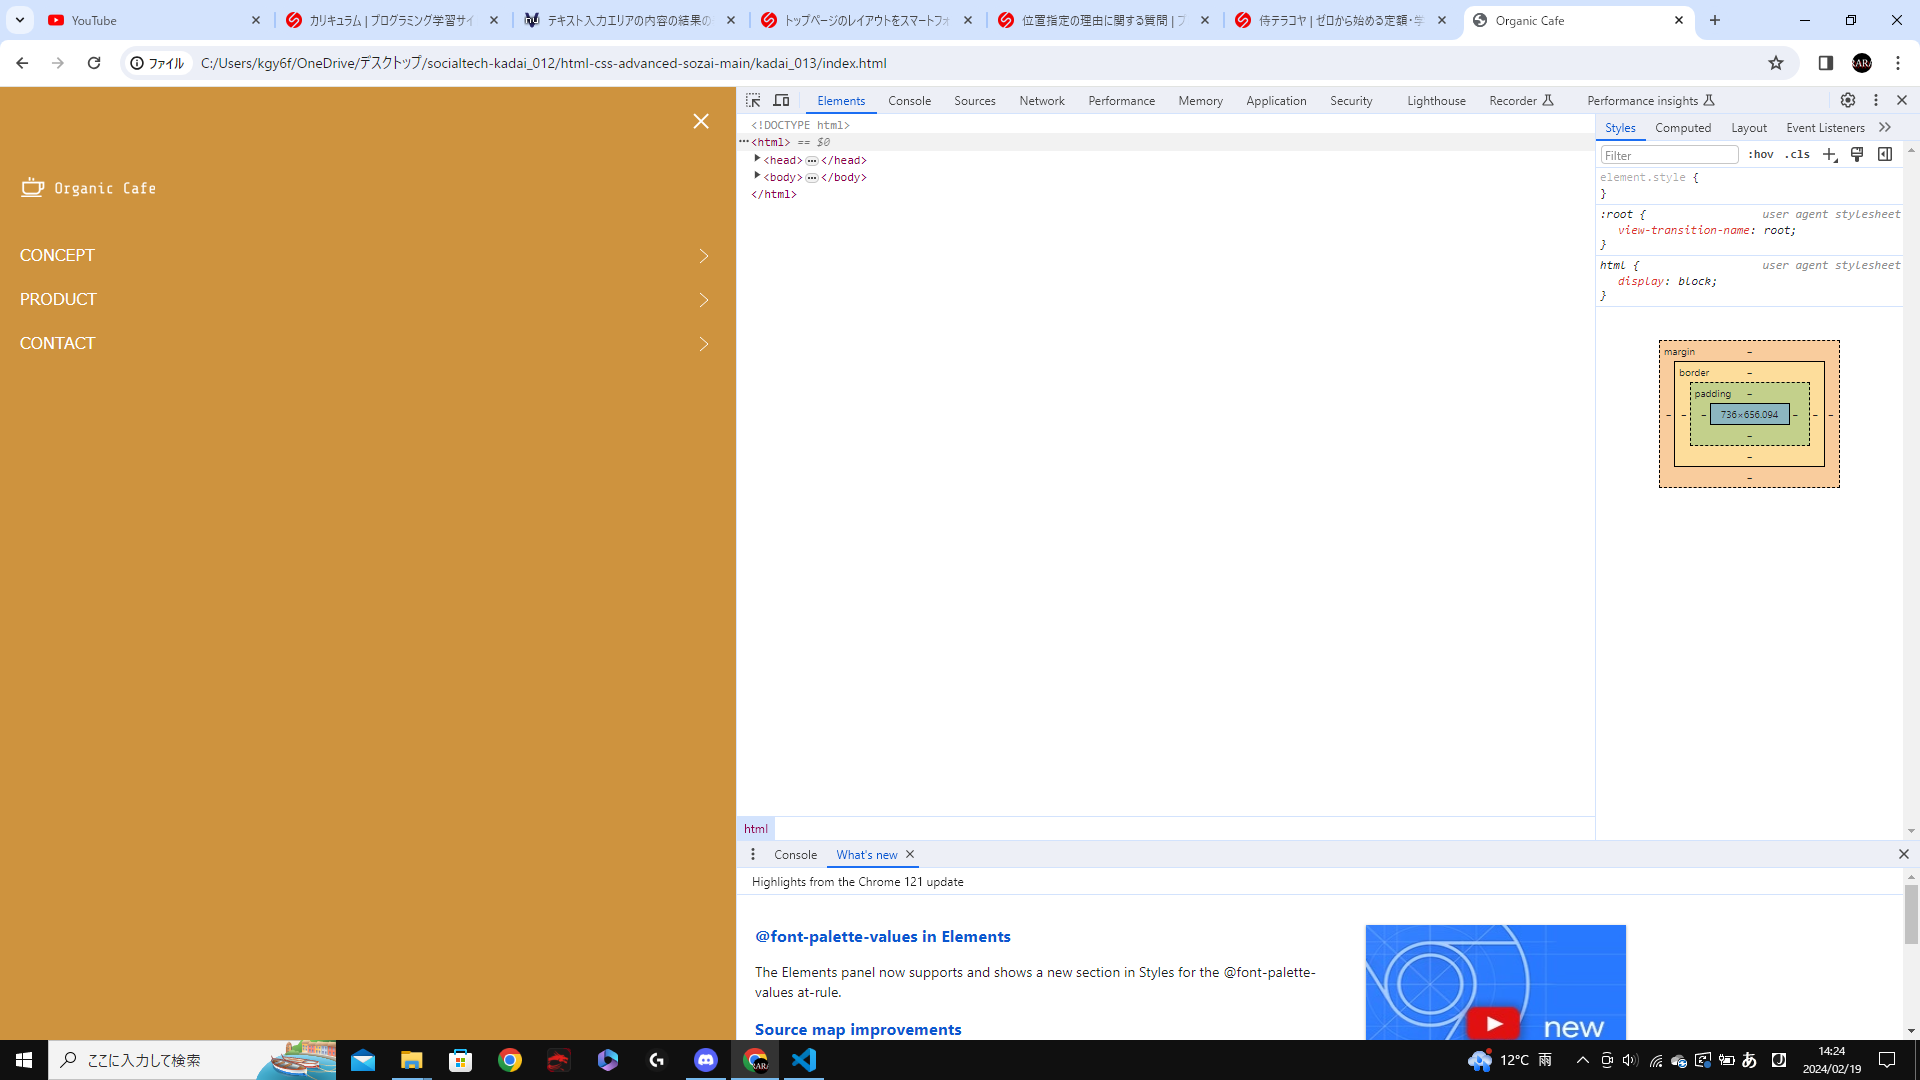 YouTube
カリキュラム | プログラミング学習サイ
テキスト入力エリアの内容の結果の
トップページのレイアウトをスマートフォ
位置指定の理由に関する質問 | プ
侍テラコヤ | ゼロから始める定額・学
Organic Cafe
ファイル
C:/Users/kgy6f/OneDrive/デスクトップ/socialtech-kadai_012/html-css-advanced-sozai-main/kadai_013/index.html
Organic Cafe
CONCEPT
PRODUCT
CONTACT
Elements Console Sources Network Performance Memory Application Security Lighthouse Recorder Performance insights
<!DOCTYPE html>
<html> == $0
<head>…</head>
<body>…</body>
</html>
html
Styles Computed Layout Event Listeners
Filter :hov .cls
element.style {
}
:root { user agent stylesheet
view-transition-name: root;
}
html { user agent stylesheet
display: block;
}
margin –
border –
padding –
– – – 736×656.094 – – –
–
–
–
Console What's new
Highlights from the Chrome 121 update
@font-palette-values in Elements
The Elements panel now supports and shows a new section in Styles for the @font-palette-
values at-rule.
Source map improvements
new
ここに入力して検索
12°C 雨
あ
14:24
2024/02/19